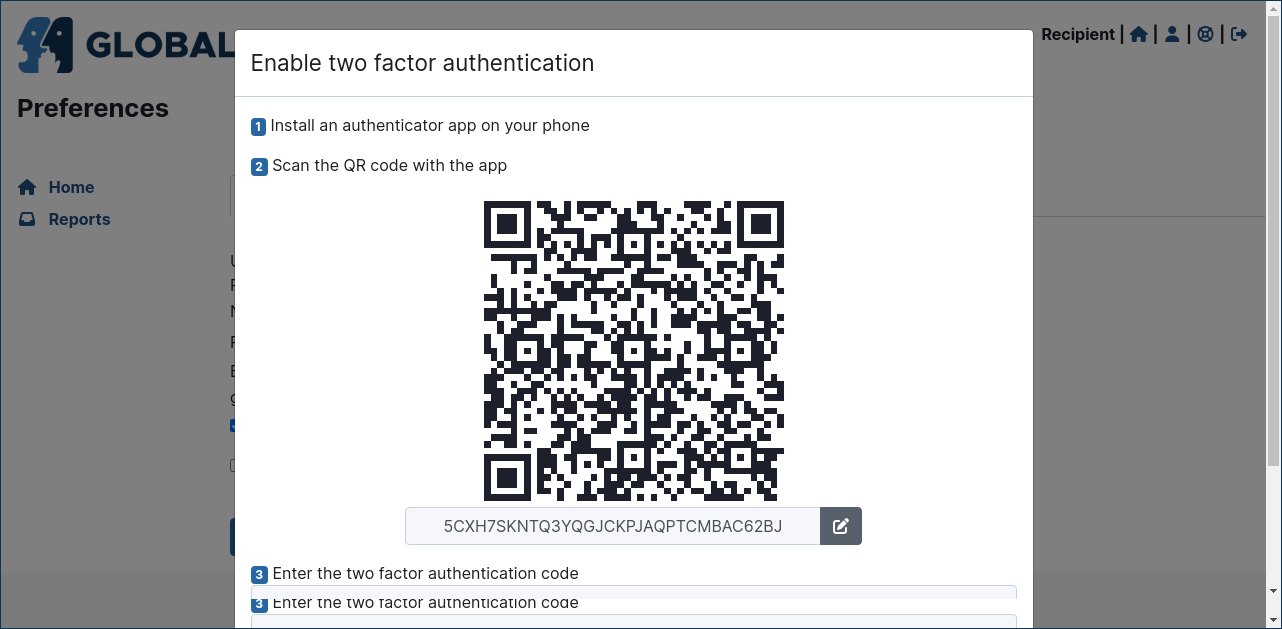 GLOBAL
Recipient | | | |
Preferences
Home
Reports
Enable two factor authentication
1 Install an authenticator app on your phone
2 Scan the QR code with the app
5CXH7SKNTQ3YQGJCKPJAQPTCMBAC62BJ
3 Enter the two factor authentication code
3 Enter the two factor authentication code